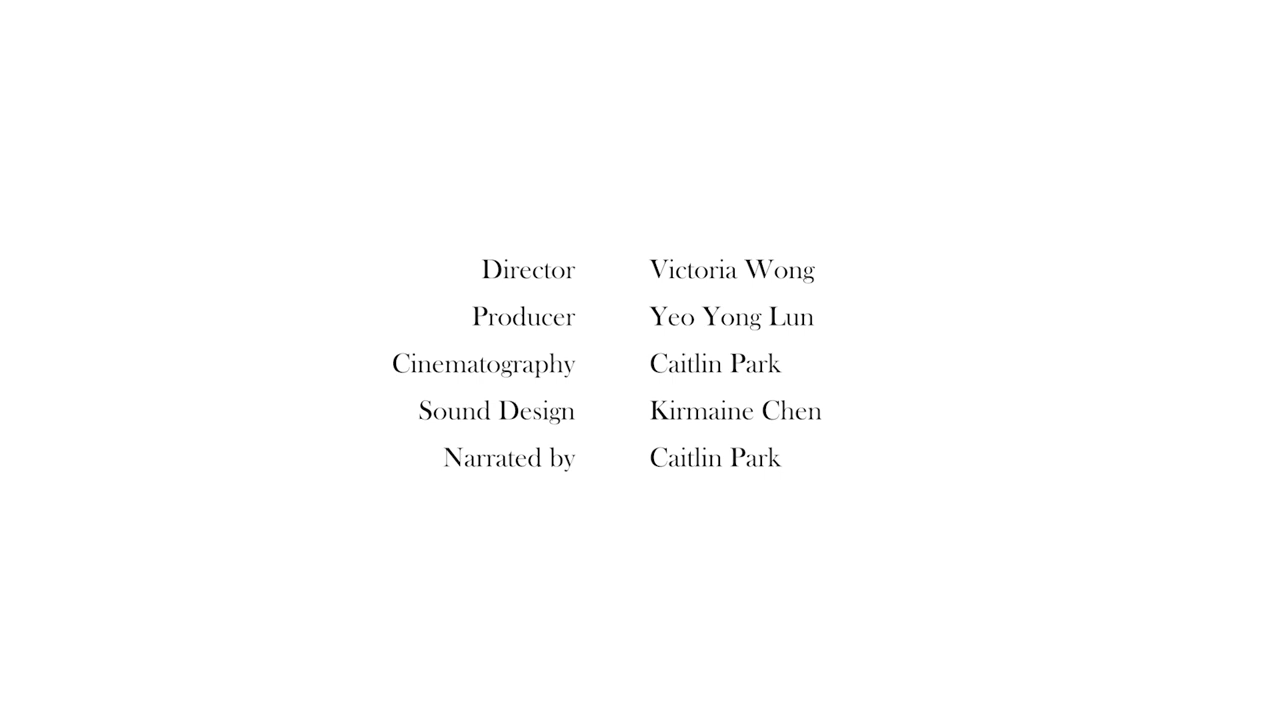 Director Victoria Wong
Producer Yeo Yong Lun
Cinematography Caitlin Park
Sound Design Kirmaine Chen
Narrated by Caitlin Park